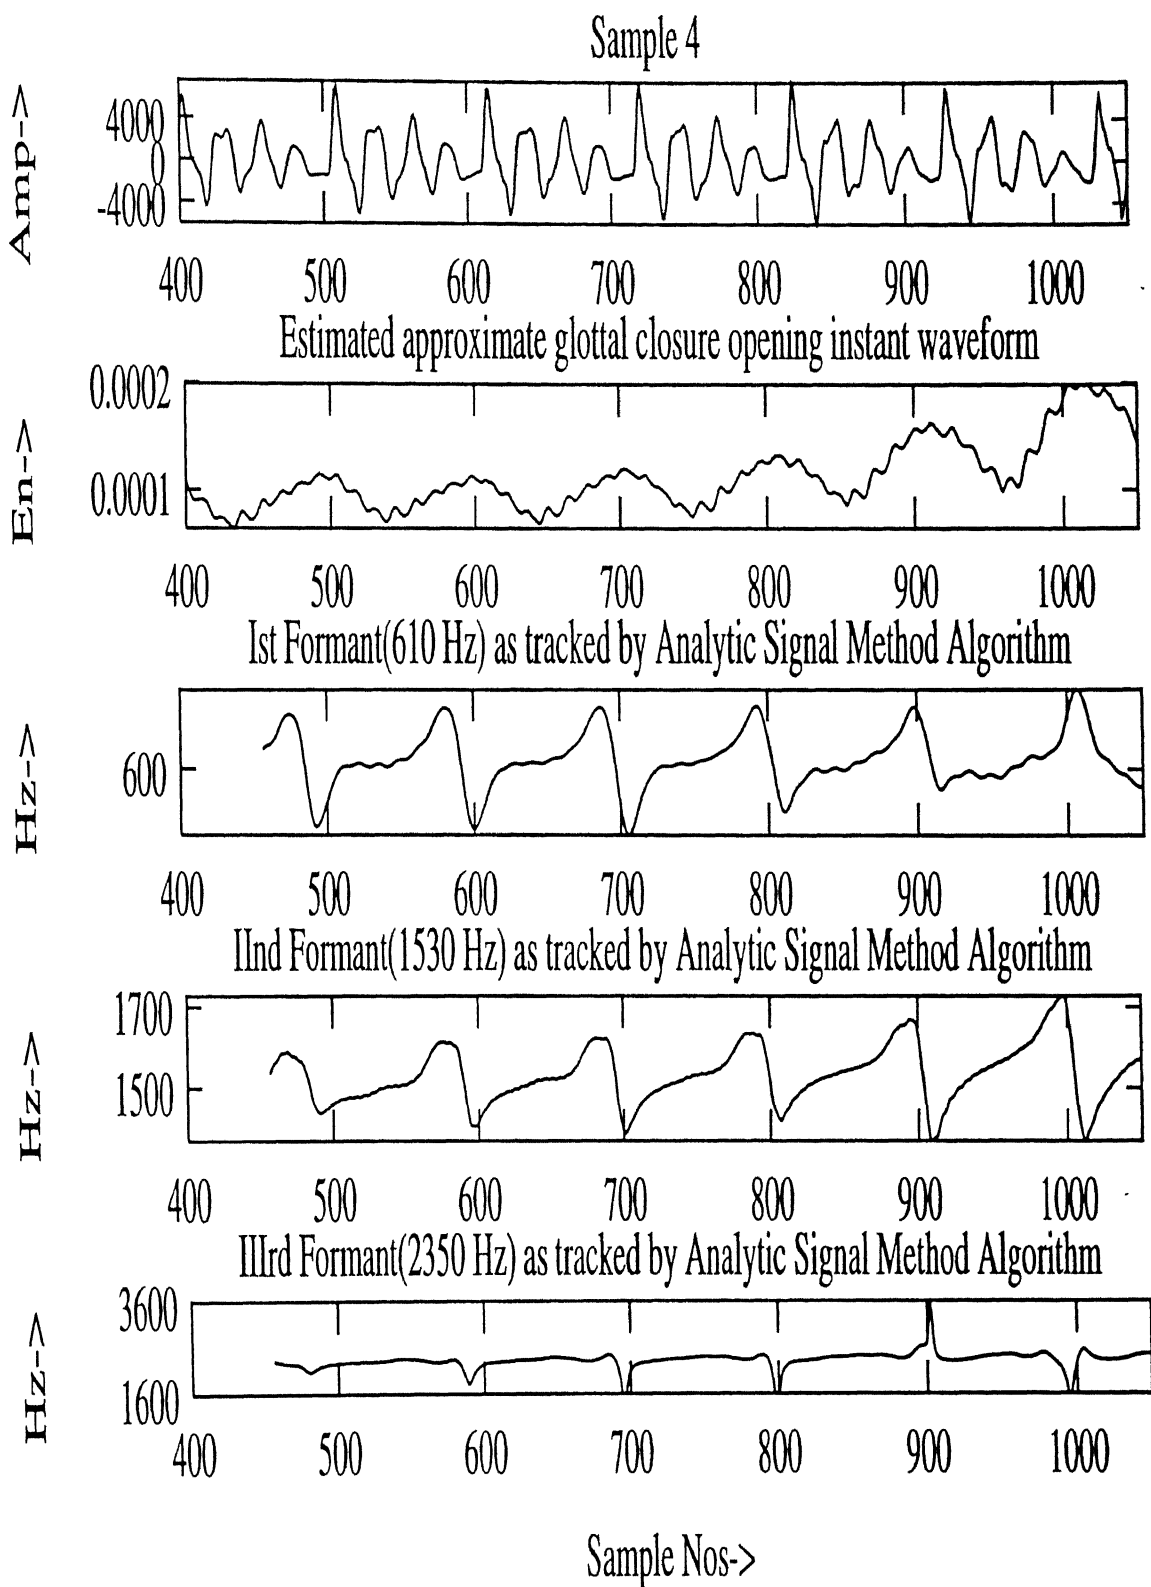 Sample 4
Amp->
4000
0
-4000
400 500 600 700 800 900 1000
Estimated approximate glottal closure opening instant waveform
En->
0.0002
0.0001
400 500 600 700 800 900 1000
Ist Formant(610 Hz) as tracked by Analytic Signal Method Algorithm
Hz->
600
400 500 600 700 800 900 1000
IInd Formant(1530 Hz) as tracked by Analytic Signal Method Algorithm
Hz->
1700
1500
400 500 600 700 800 900 1000
IIIrd Formant(2350 Hz) as tracked by Analytic Signal Method Algorithm
Hz->
3600
1600
400 500 600 700 800 900 1000
Sample Nos->